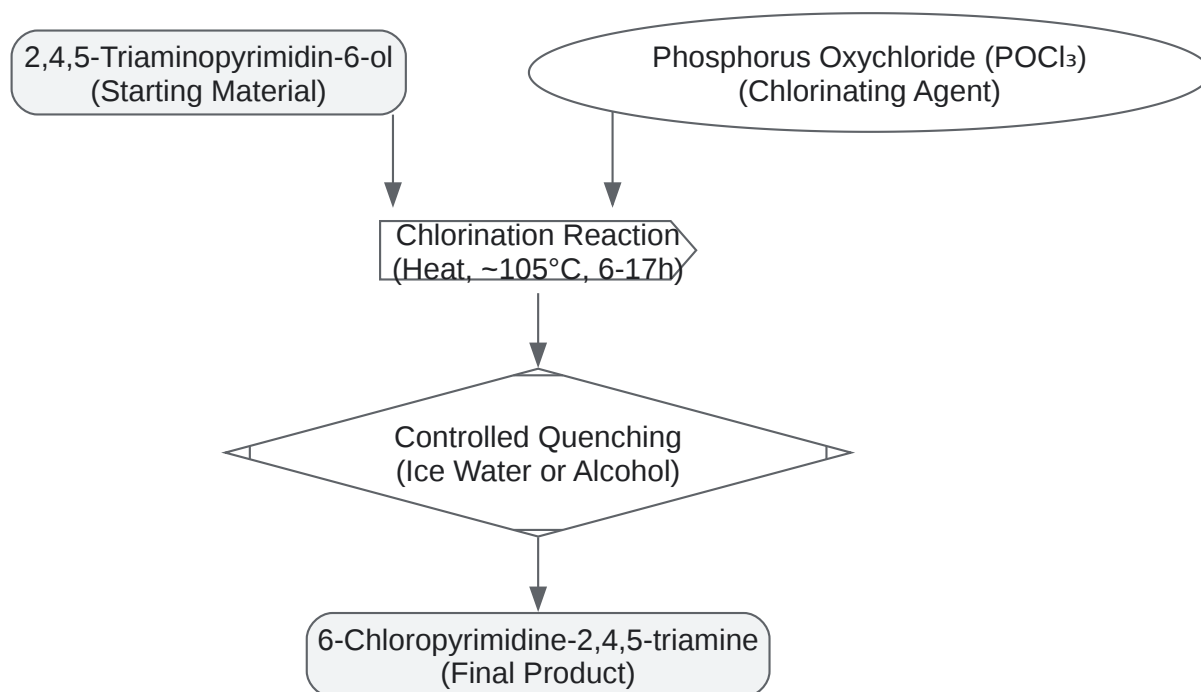 2,4,5-Triaminopyrimidin-6-ol
(Starting Material)
Phosphorus Oxychloride (POCl₃)
(Chlorinating Agent)
Chlorination Reaction
(Heat, ~105°C, 6-17h)
Controlled Quenching
(Ice Water or Alcohol)
6-Chloropyrimidine-2,4,5-triamine
(Final Product)